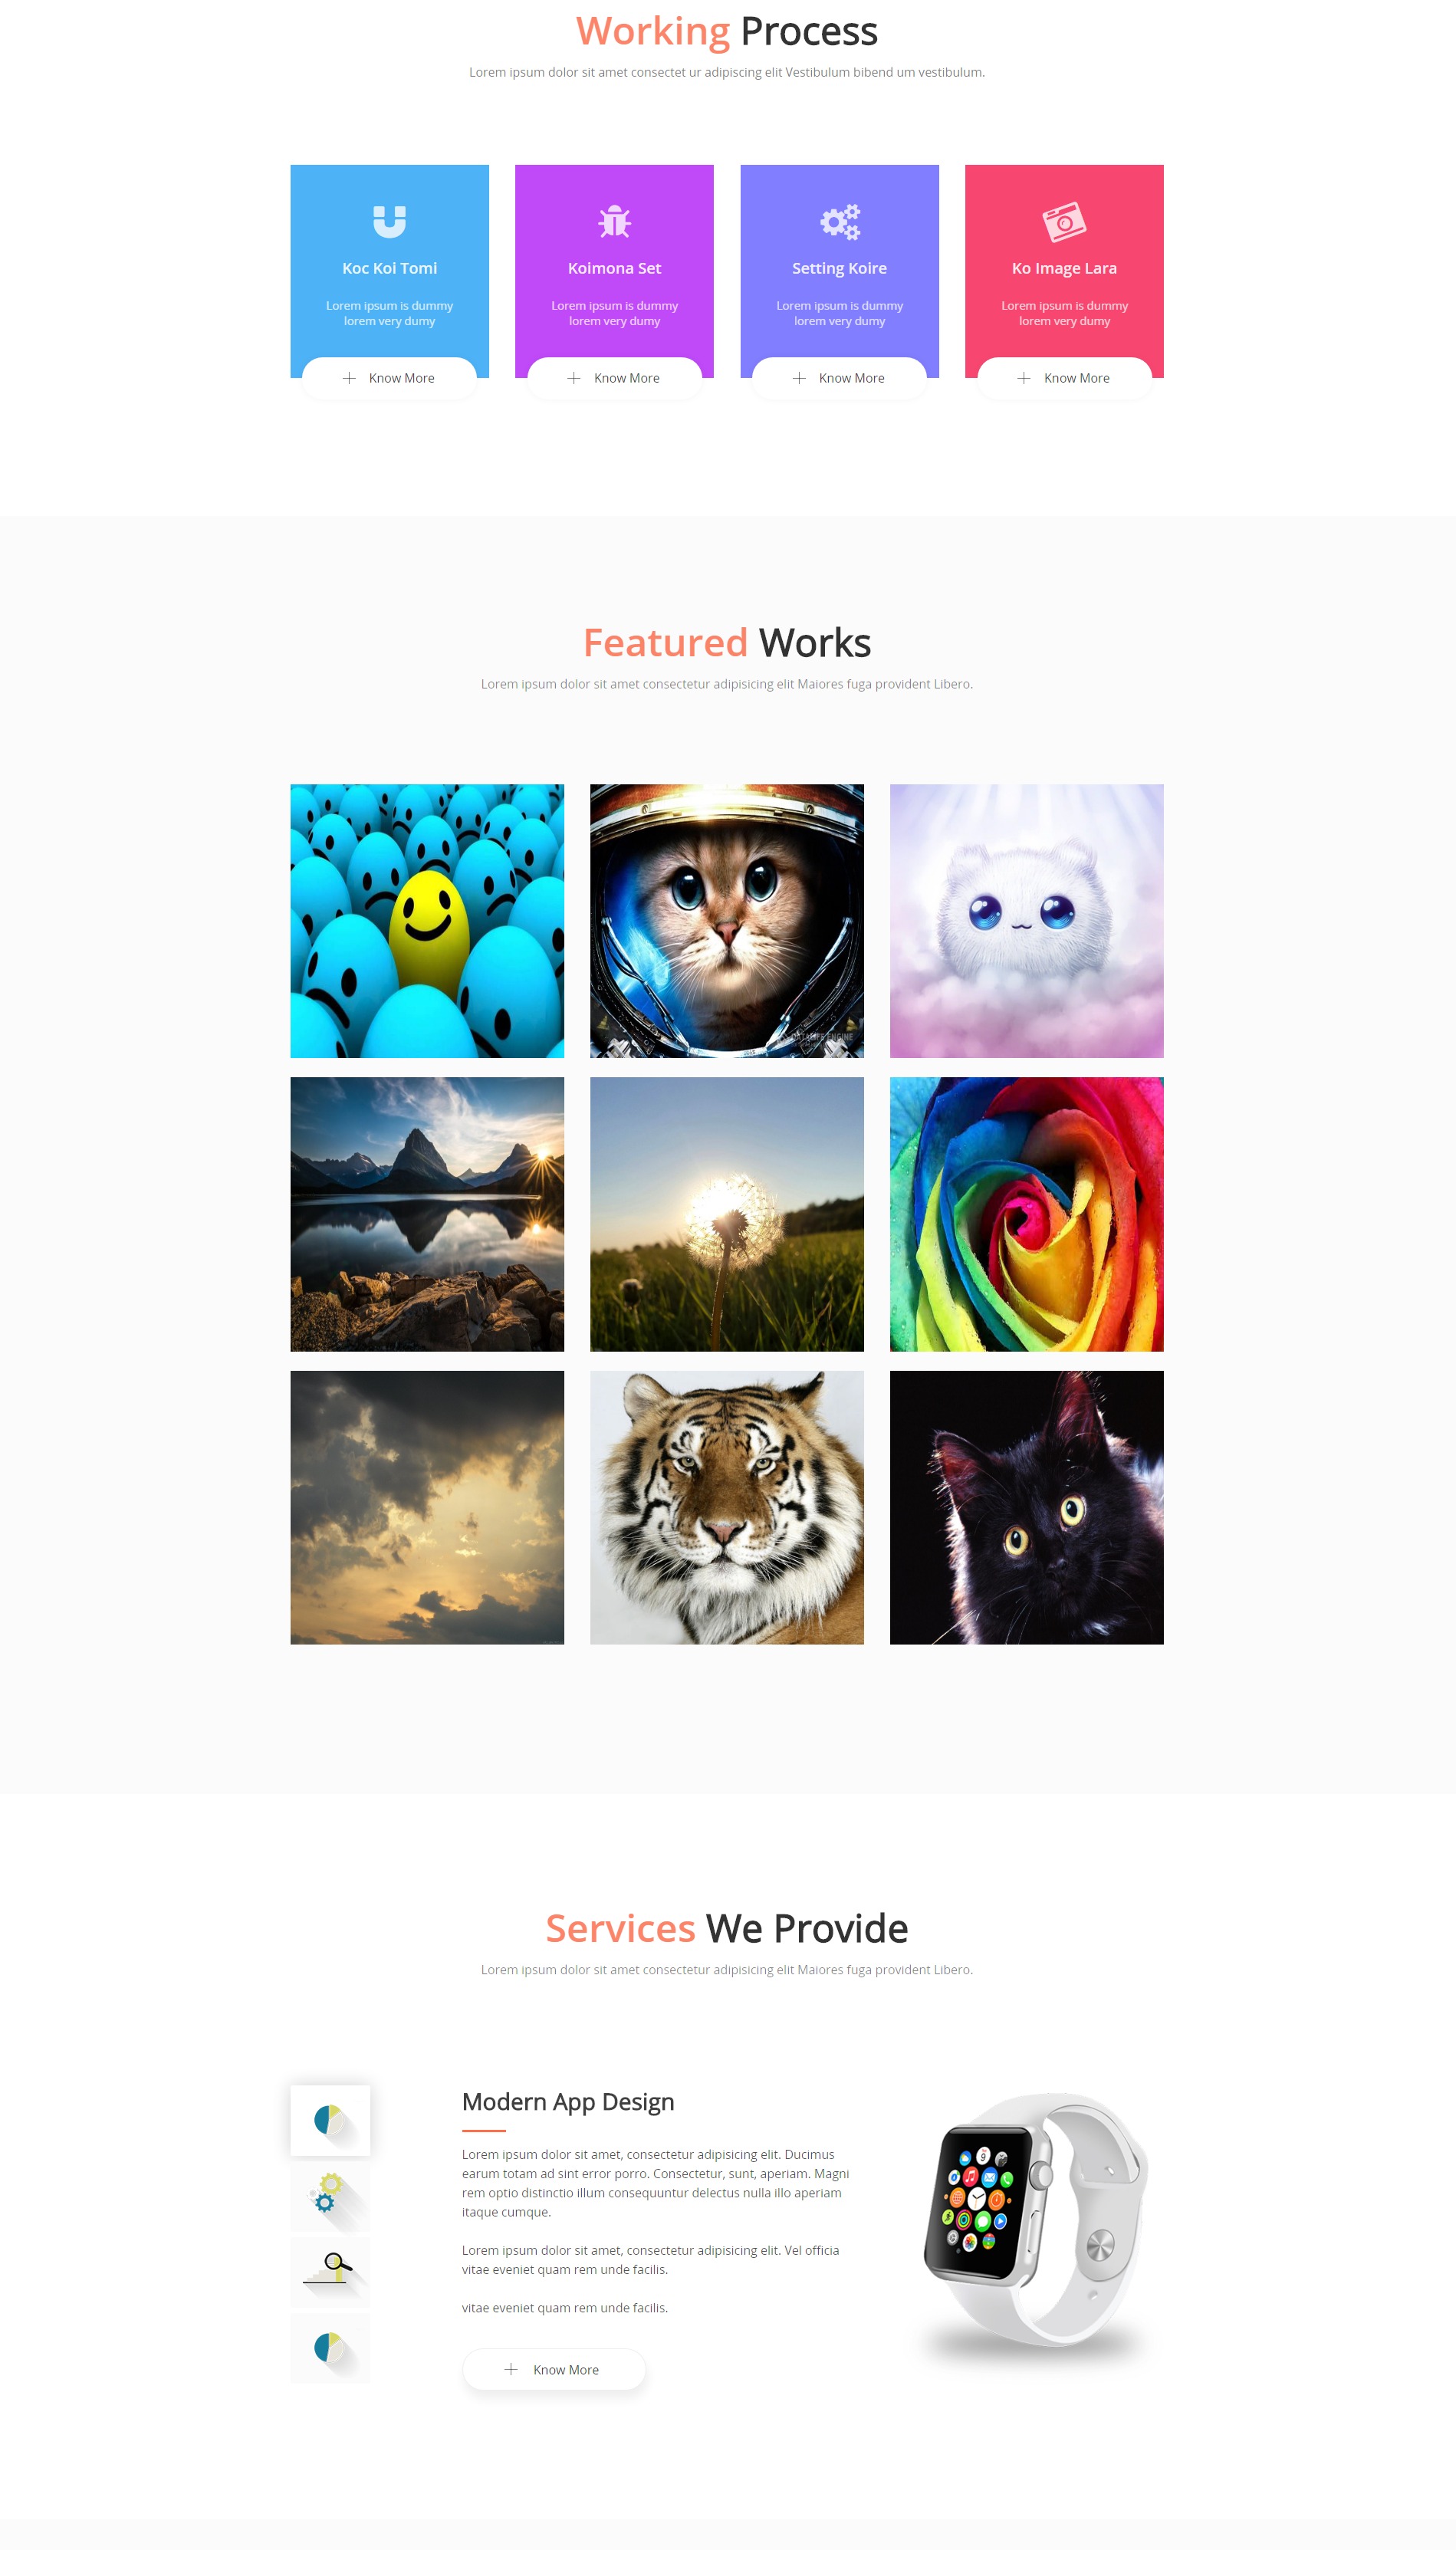 Working Process
Lorem ipsum dolor sit amet consectet ur adipiscing elit Vestibulum bibend um vestibulum.
Koc Koi Tomi
Lorem ipsum is dummy
lorem very dumy
Know More
Koimona Set
Lorem ipsum is dummy
lorem very dumy
Know More
Setting Koire
Lorem ipsum is dummy
lorem very dumy
Know More
Ko Image Lara
Lorem ipsum is dummy
lorem very dumy
Know More
Featured Works
Lorem ipsum dolor sit amet consectetur adipisicing elit Maiores fuga provident Libero.
Services We Provide
Lorem ipsum dolor sit amet consectetur adipisicing elit Maiores fuga provident Libero.
Modern App Design
Lorem ipsum dolor sit amet, consectetur adipisicing elit. Ducimus
earum totam ad sint error porro. Consectetur, sunt, aperiam. Magni
rem optio distinctio illum consequuntur delectus nulla illo aperiam
itaque cumque.
Lorem ipsum dolor sit amet, consectetur adipisicing elit. Vel officia
vitae eveniet quam rem unde facilis.
vitae eveniet quam rem unde facilis.
Know More
9